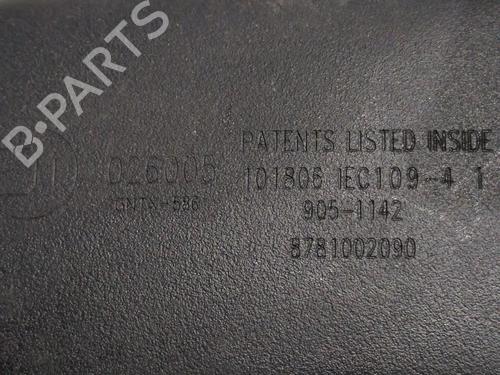 B-PARTS
PATENTS LISTED INSIDE
026005
101806 IEC109-4 1
GNTX-586
905-1142
8781002090